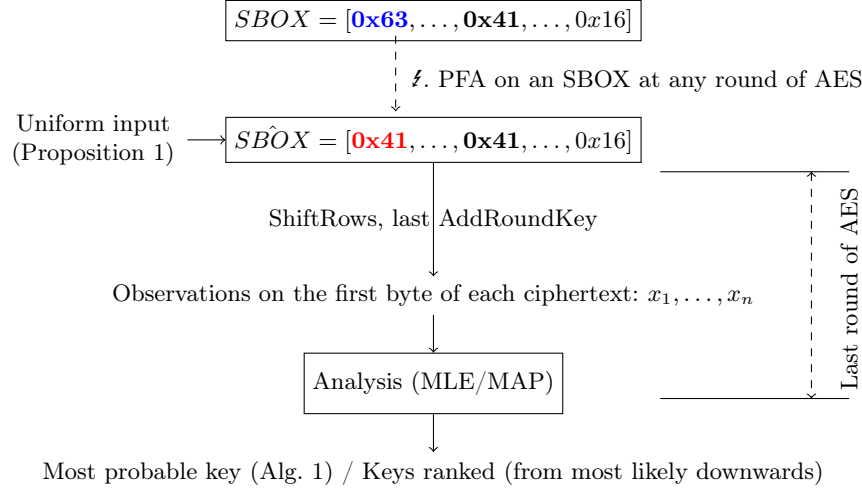 SBOX = [0x63, . . . , 0x41, . . . , 0x16]
↯. PFA on an SBOX at any round of AES
Uniform input
(Proposition 1)
SBÔX = [0x41, . . . , 0x41, . . . , 0x16]
ShiftRows, last AddRoundKey
Observations on the first byte of each ciphertext: x₁, . . . , xₙ
Analysis (MLE/MAP)
Last round of AES
Most probable key (Alg. 1) / Keys ranked (from most likely downwards)